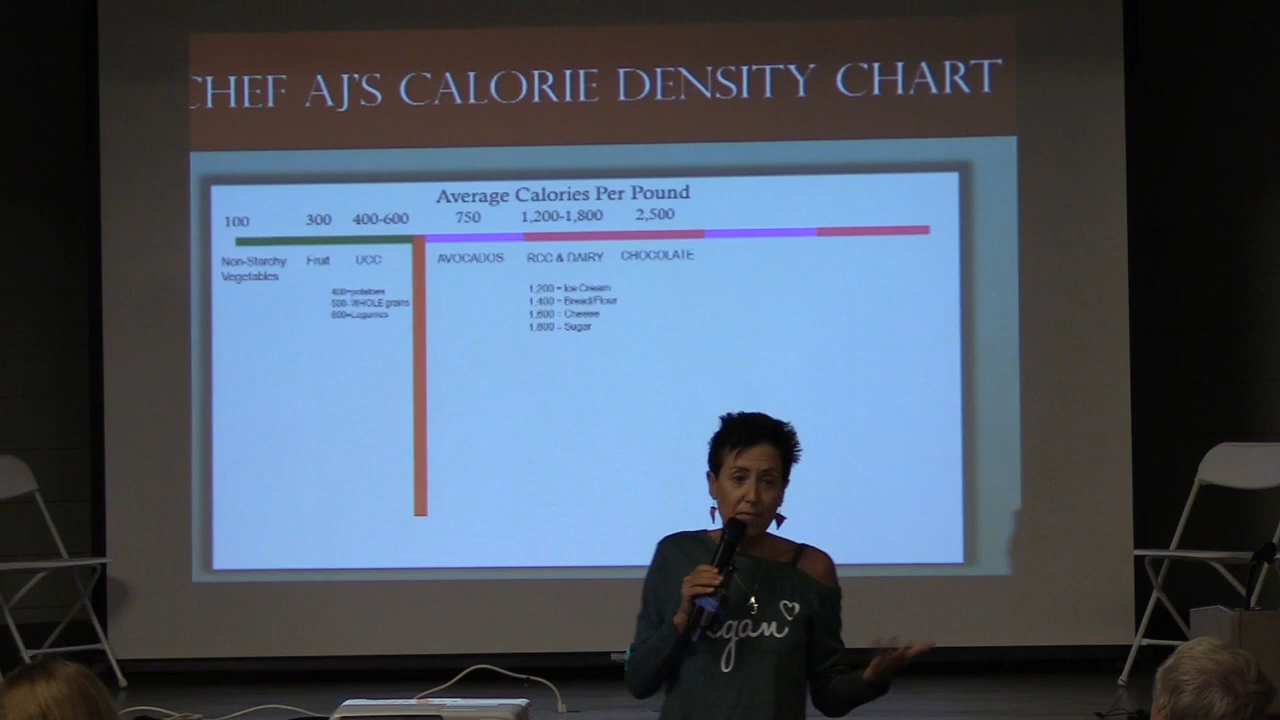 CHEF AJ'S CALORIE DENSITY CHART
Average Calories Per Pound
100 300 400-600 750 1,200-1,800 2,500
Non-Starchy Vegetables
Fruit
UCC
AVOCADOS
RCC & DAIRY
CHOCOLATE
400=potatoes
500-WHOLE grains
600=Legumes
1,200 = Ice Cream
1,400 = Bread/Flour
1,600 = Cheese
1,800 = Sugar